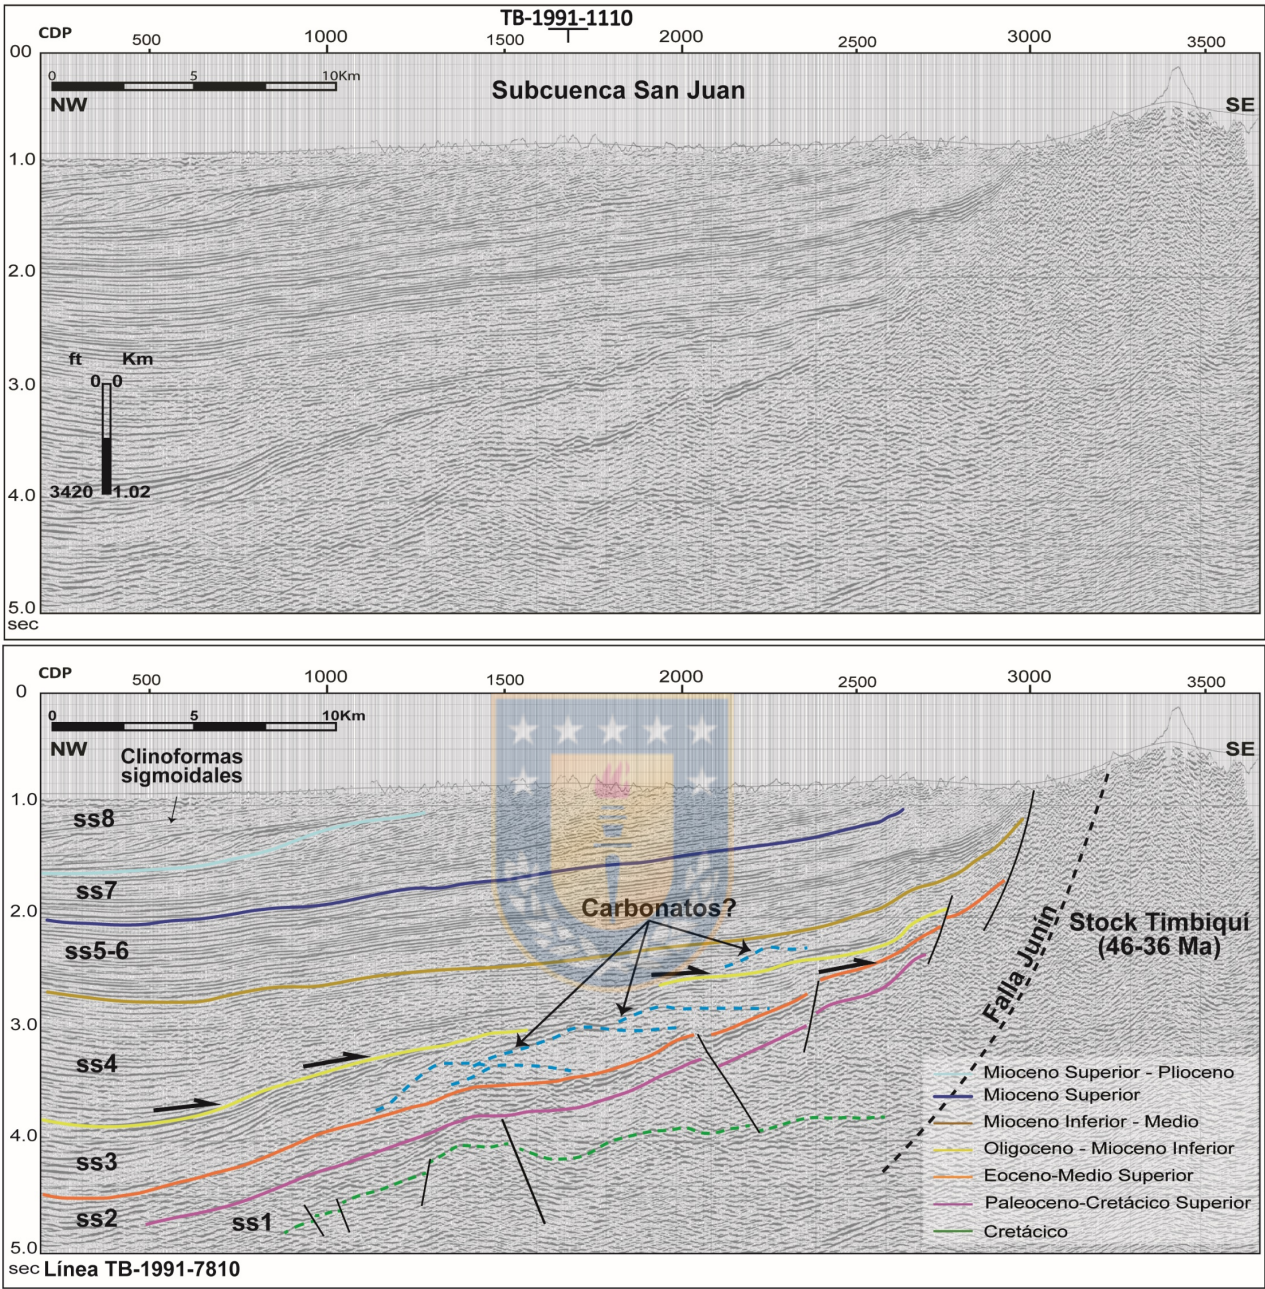 TB-1991-1110
CDP 500 1000 1500 2000 2500 3000 3500
00
0 5 10Km
NW
Subcuenca San Juan
SE
1.0
2.0
ft Km
0 0
3.0
3420 1.02
4.0
5.0
sec
CDP 500 1000 1500 2000 2500 3000 3500
0
0 5 10Km
NW
SE
Clinoformas
sigmoidales
1.0
ss8
ss7
2.0
Carbonatos?
ss5-6
Stock Timbiquí
(46-36 Ma)
Falla Junín
3.0
ss4
Mioceno Superior - Plioceno
Mioceno Superior
Mioceno Inferior - Medio
4.0
Oligoceno - Mioceno Inferior
ss3
Eoceno-Medio Superior
Paleoceno-Cretácico Superior
ss2
ss1
Cretácico
5.0
sec Línea TB-1991-7810